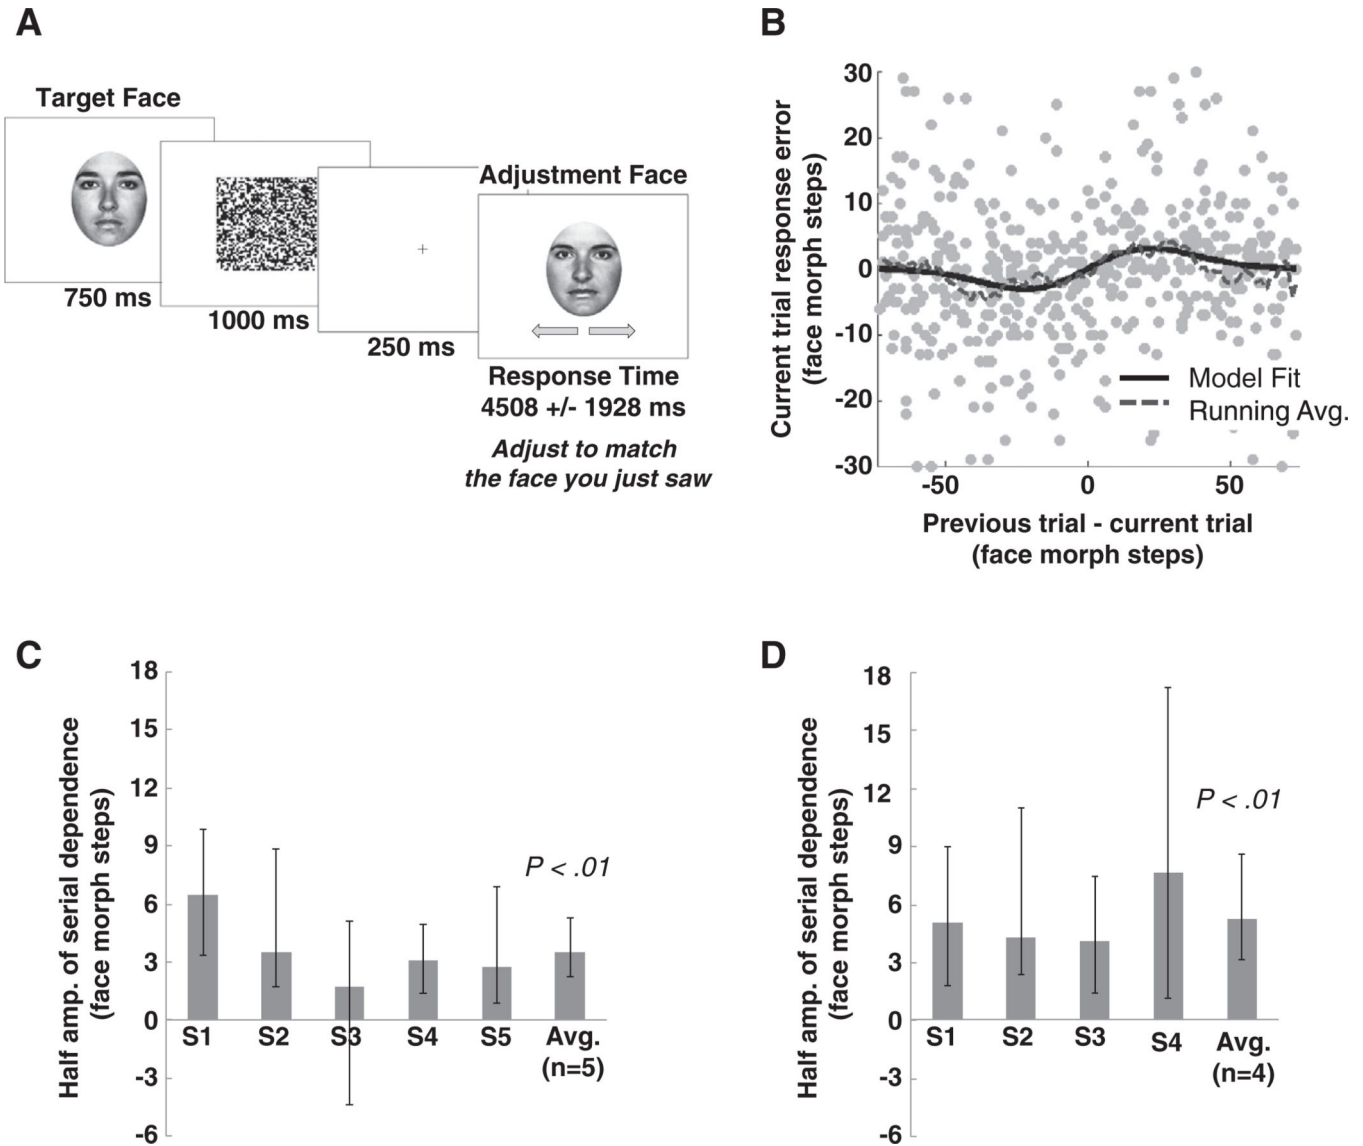 A
Target Face
750 ms
1000 ms
250 ms
Adjustment Face
Response Time
4508 +/- 1928 ms
Adjust to match
the face you just saw
B
Current trial response error
(face morph steps)
30
20
10
0
-10
-20
-30
Model Fit
Running Avg.
-50
0
50
Previous trial - current trial
(face morph steps)
C
Half amp. of serial dependence
(face morph steps)
18
15
12
9
6
3
0
-3
-6
P < .01
S1
S2
S3
S4
S5
Avg.
(n=5)
D
Half amp. of serial dependence
(face morph steps)
18
15
12
9
6
3
0
-3
-6
P < .01
S1
S2
S3
S4
Avg.
(n=4)